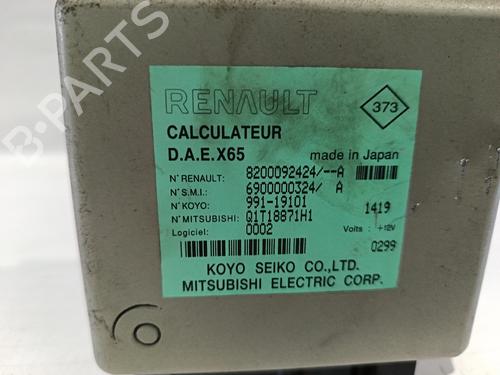 RENAULT
373
CALCULATEUR
D.A.E.X65
made in Japan
N° RENAULT: 8200092424/--A
N° S.M.I.: 6900000324/ A
N° KOYO: 991-19101
1419
N° MITSUBISHI: Q1T18871H1
Volts : +12V
Logiciel: 0002
0299
KOYO SEIKO CO.,LTD.
MITSUBISHI ELECTRIC CORP.
B-PARTS